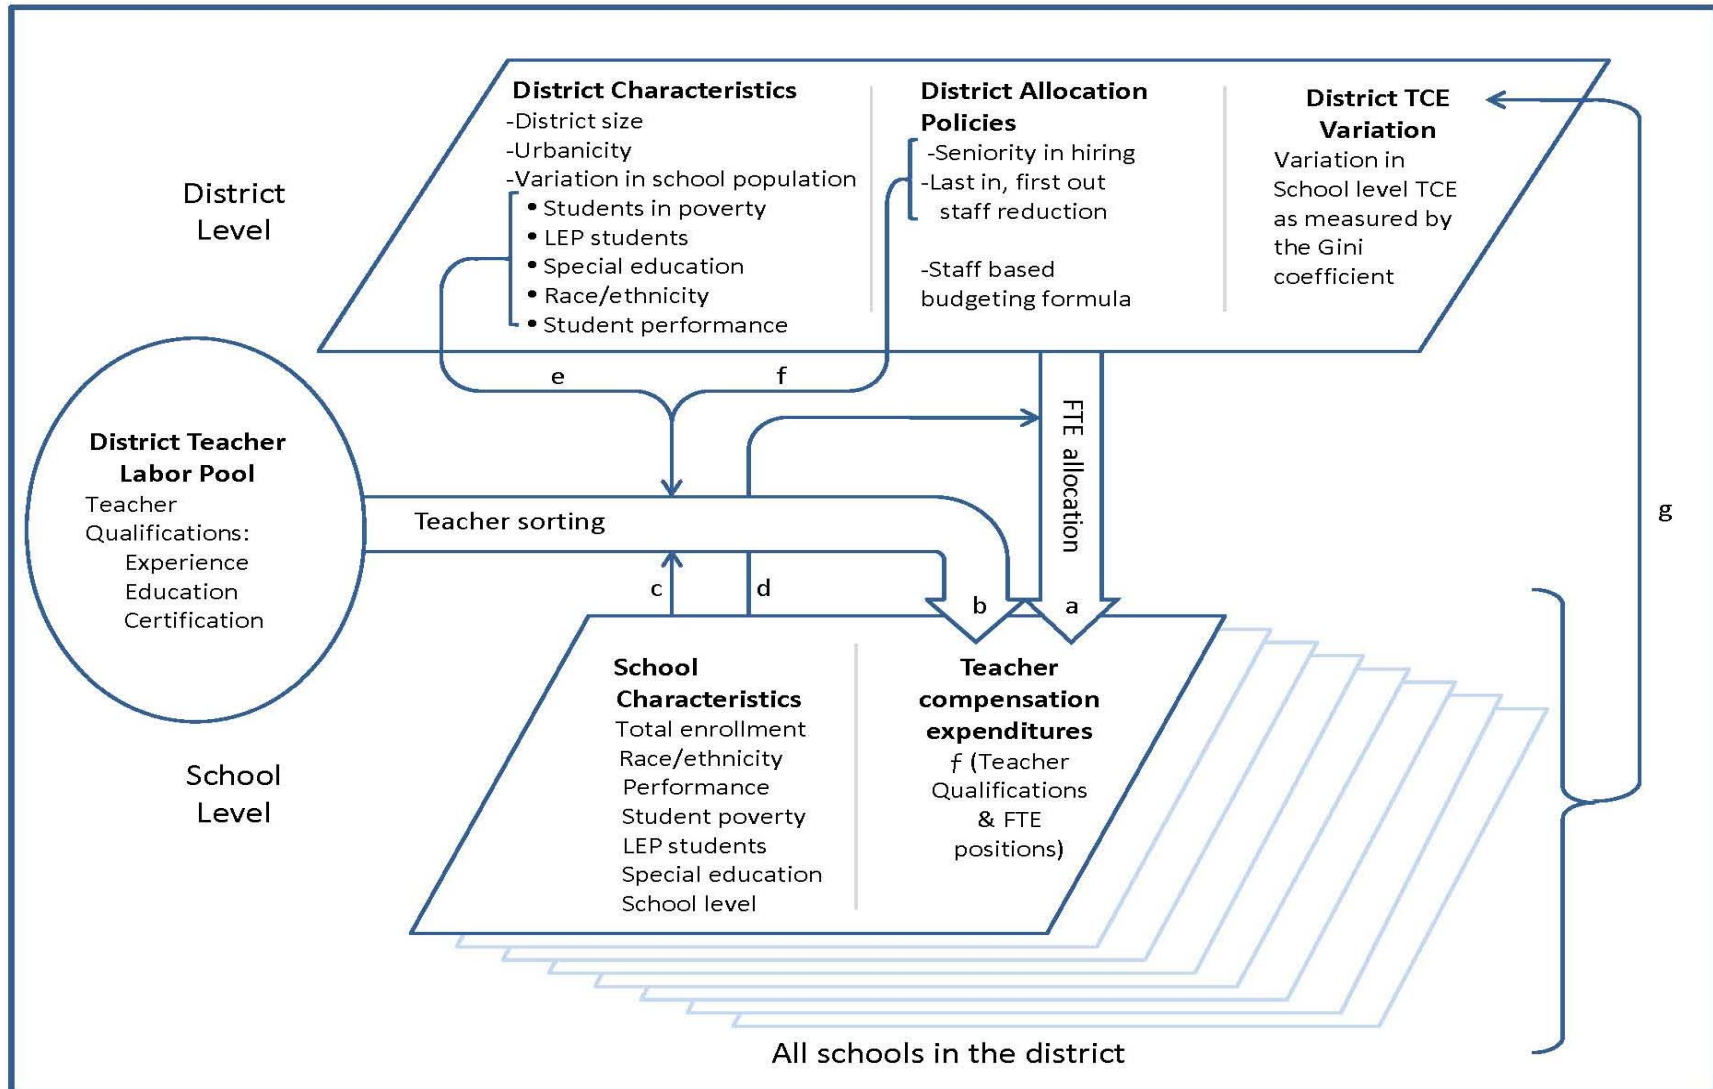 District Characteristics
-District size
-Urbanicity
-Variation in school population
• Students in poverty
• LEP students
• Special education
• Race/ethnicity
• Student performance
District Allocation
Policies
-Seniority in hiring
-Last in, first out
staff reduction
-Staff based
budgeting formula
District TCE
Variation
Variation in
School level TCE
as measured by
the Gini
coefficient
District
Level
e
f
FTE allocation
District Teacher
Labor Pool
Teacher
Qualifications:
Experience
Education
Certification
Teacher sorting
g
c
d
b
a
School
Level
School
Characteristics
Total enrollment
Race/ethnicity
Performance
Student poverty
LEP students
Special education
School level
Teacher
compensation
expenditures
f (Teacher
Qualifications
& FTE
positions)
All schools in the district